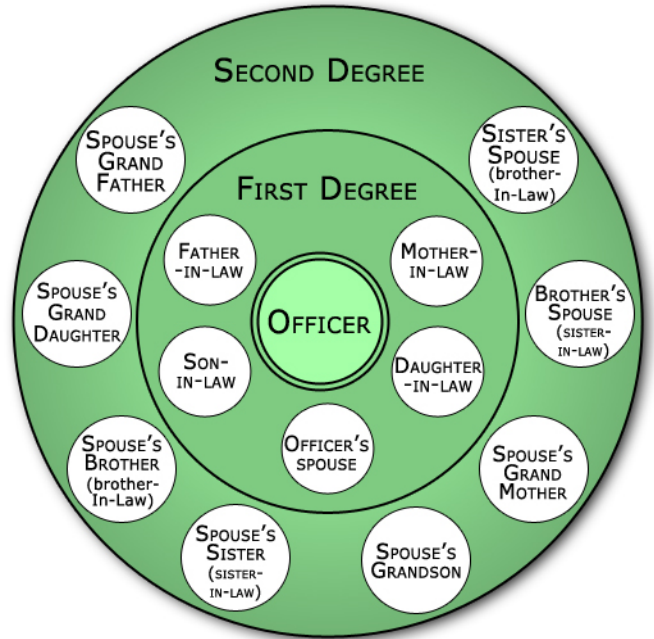 SECOND DEGREE
SPOUSE'S
GRAND
FATHER
SISTER'S
SPOUSE
(brother-
In-Law)
FIRST DEGREE
FATHER
-IN-LAW
MOTHER-
IN-LAW
SPOUSE'S
GRAND
DAUGHTER
OFFICER
BROTHER'S
SPOUSE
(SISTER-
IN-LAW)
SON-
IN-LAW
DAUGHTER
-IN-LAW
OFFICER'S
SPOUSE
SPOUSE'S
BROTHER
(brother-
In-Law)
SPOUSE'S
GRAND
MOTHER
SPOUSE'S
SISTER
(SISTER-
IN-LAW)
SPOUSE'S
GRANDSON